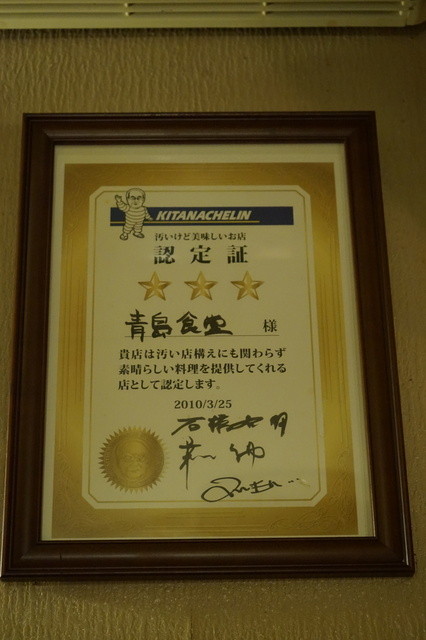 KITANACHELIN
汚いけど美味しいお店
認定証
青島食堂 様
貴店は汚い店構えにも関わらず
素晴らしい料理を提供してくれる
店として認定します。
2010/3/25